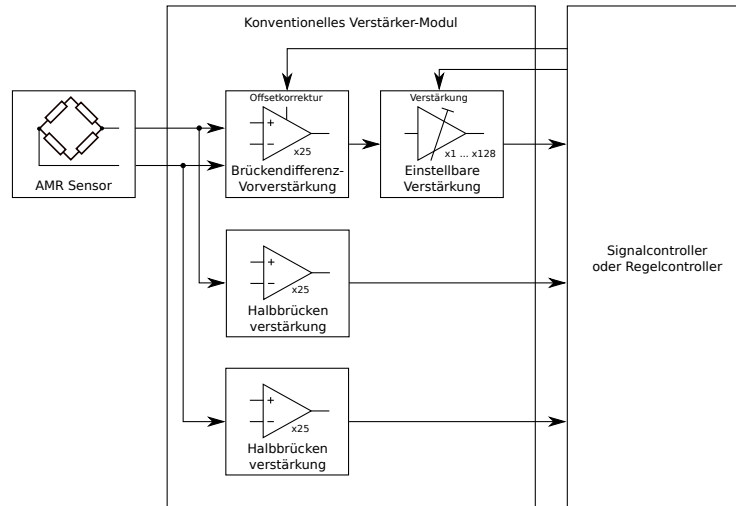 Konventionelles Verstärker-Modul
AMR Sensor
Offsetkorrektur
+
−
x25
Brückendifferenz-
Vorverstärkung
Verstärkung
x1 ... x128
Einstellbare
Verstärkung
+
−
x25
Halbbrücken
verstärkung
+
−
x25
Halbbrücken
verstärkung
Signalcontroller
oder Regelcontroller